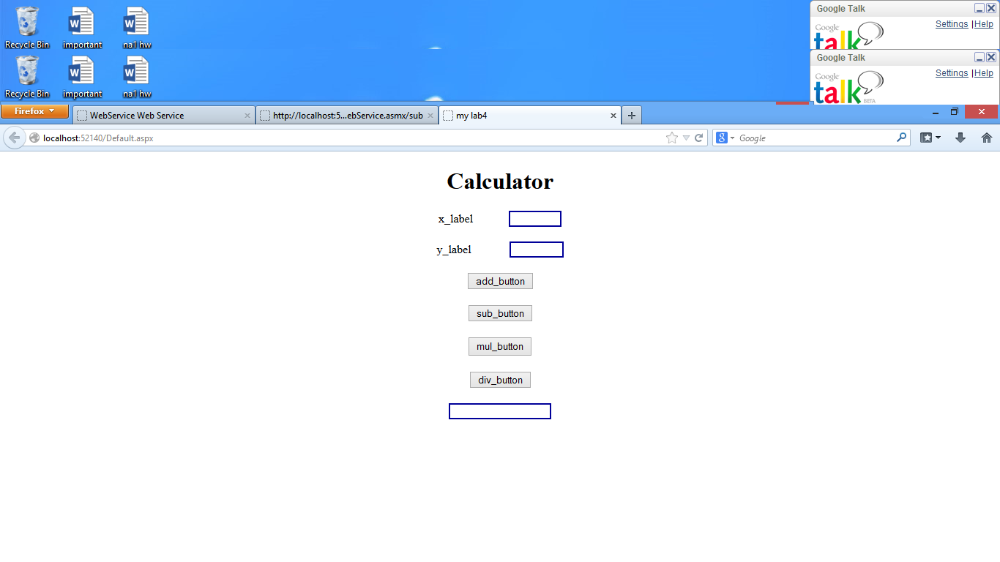 Google Talk
Settings | Help
Google
talk
Recycle Bin
important
na1 hw
Google Talk
Settings | Help
Google
talk
BETA
Recycle Bin
important
na1 hw
Firefox
WebService Web Service
http://localhost:5...ebService.asmx/sub
my lab4
localhost:52140/Default.aspx
Google
Calculator
x_label
y_label
add_button
sub_button
mul_button
div_button